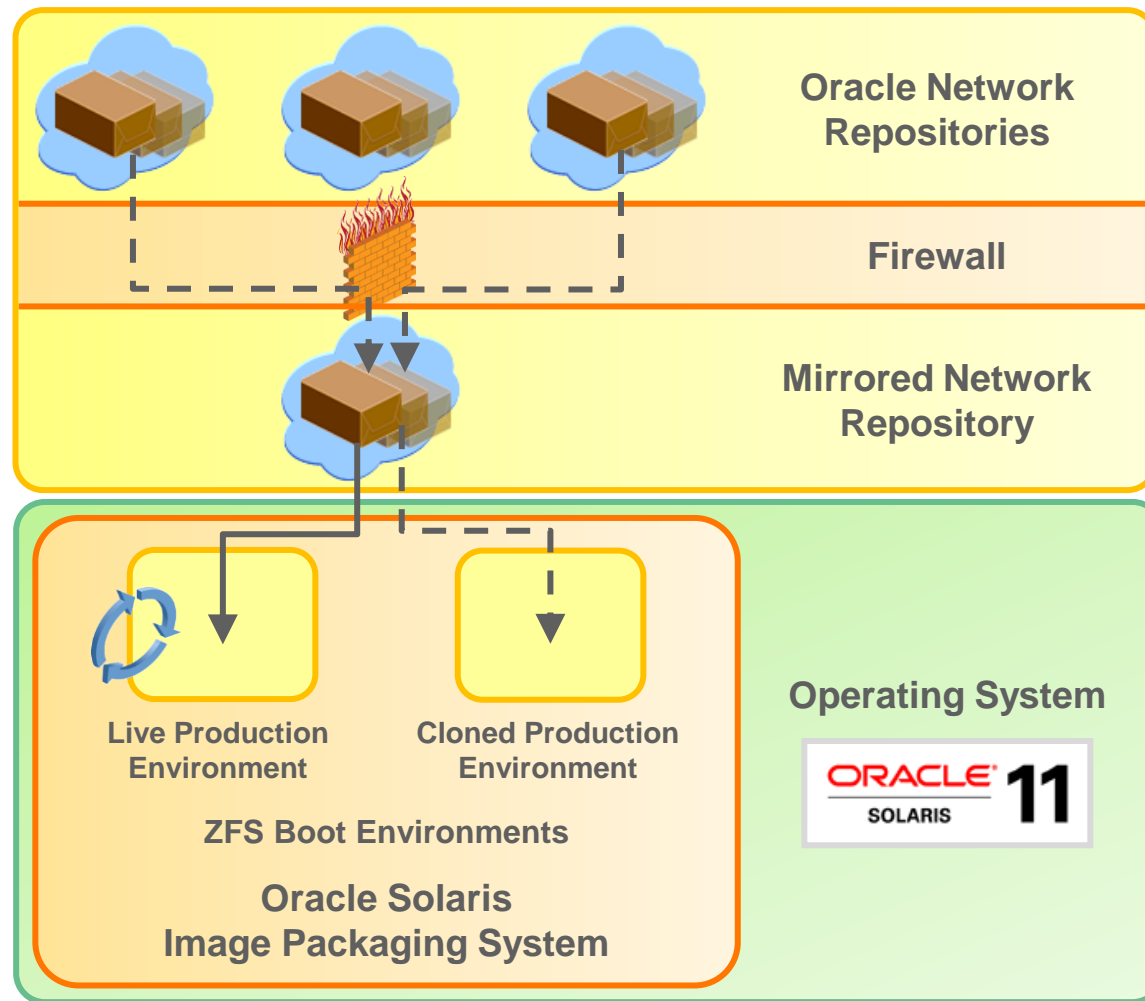 Oracle Network
Repositories
Firewall
Mirrored Network
Repository
Live Production
Environment
Cloned Production
Environment
ZFS Boot Environments
Oracle Solaris
Image Packaging System
Operating System
ORACLE®
SOLARIS
11